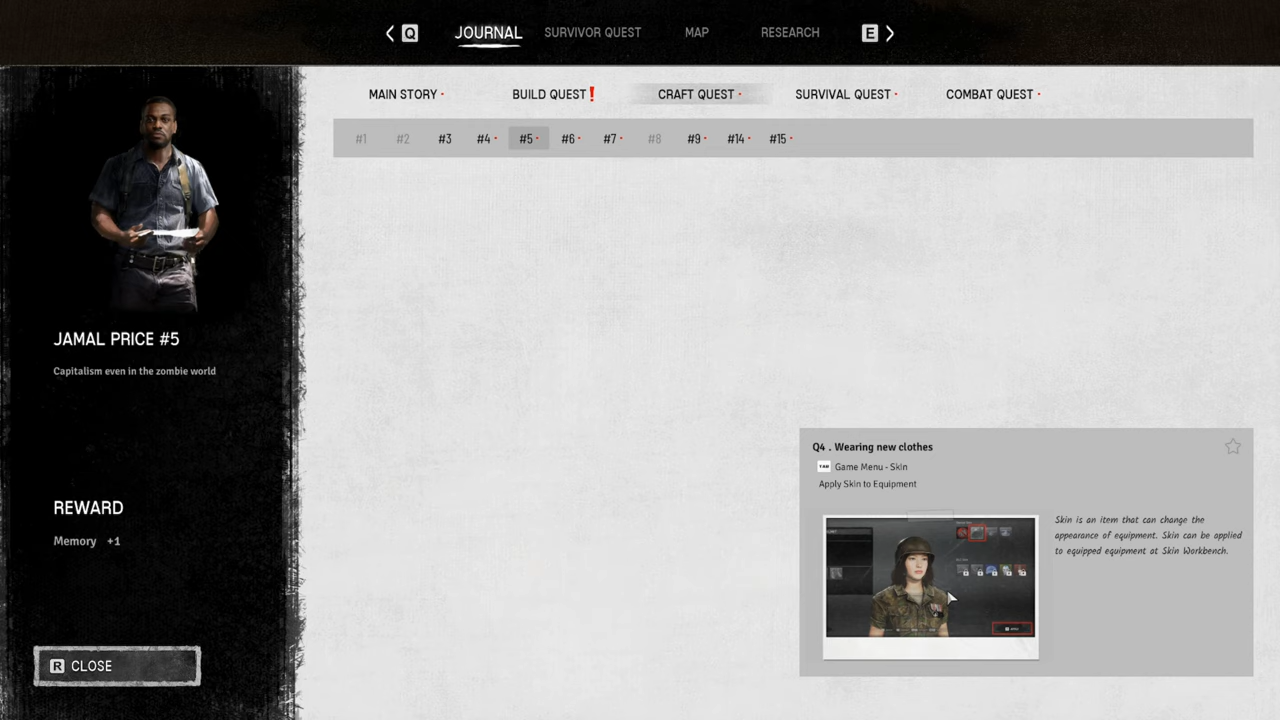 Q JOURNAL SURVIVOR QUEST MAP RESEARCH E
MAIN STORY BUILD QUEST! CRAFT QUEST SURVIVAL QUEST COMBAT QUEST
#1 #2 #3 #4 #5 #6 #7 #8 #9 #14 #15
JAMAL PRICE #5
Capitalism even in the zombie world
REWARD
Memory +1
R CLOSE
Q4 . Wearing new clothes
TAB Game Menu - Skin
Apply Skin to Equipment
Skin is an item that can change the
appearance of equipment. Skin can be applied
to equipped equipment at Skin Workbench.